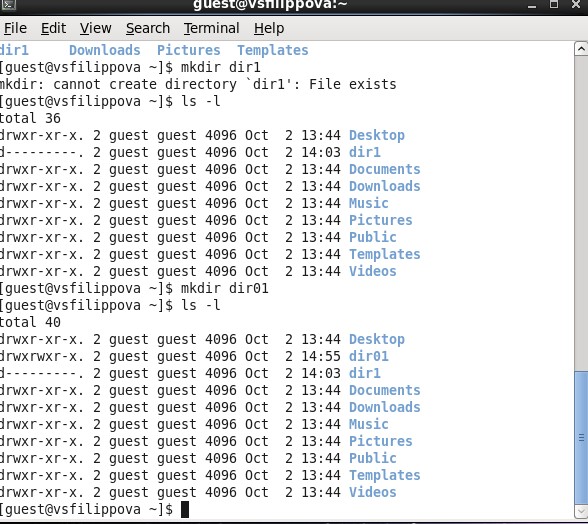 guest@vsfilippova:~
File Edit View Search Terminal Help
dir1 Downloads Pictures Templates
[guest@vsfilippova ~]$ mkdir dir1
mkdir: cannot create directory `dir1': File exists
[guest@vsfilippova ~]$ ls -l
total 36
drwxr-xr-x. 2 guest guest 4096 Oct  2 13:44 Desktop
d---------. 2 guest guest 4096 Oct  2 14:03 dir1
drwxr-xr-x. 2 guest guest 4096 Oct  2 13:44 Documents
drwxr-xr-x. 2 guest guest 4096 Oct  2 13:44 Downloads
drwxr-xr-x. 2 guest guest 4096 Oct  2 13:44 Music
drwxr-xr-x. 2 guest guest 4096 Oct  2 13:44 Pictures
drwxr-xr-x. 2 guest guest 4096 Oct  2 13:44 Public
drwxr-xr-x. 2 guest guest 4096 Oct  2 13:44 Templates
drwxr-xr-x. 2 guest guest 4096 Oct  2 13:44 Videos
[guest@vsfilippova ~]$ mkdir dir01
[guest@vsfilippova ~]$ ls -l
total 40
drwxr-xr-x. 2 guest guest 4096 Oct  2 13:44 Desktop
drwxrwxr-x. 2 guest guest 4096 Oct  2 14:55 dir01
d---------. 2 guest guest 4096 Oct  2 14:03 dir1
drwxr-xr-x. 2 guest guest 4096 Oct  2 13:44 Documents
drwxr-xr-x. 2 guest guest 4096 Oct  2 13:44 Downloads
drwxr-xr-x. 2 guest guest 4096 Oct  2 13:44 Music
drwxr-xr-x. 2 guest guest 4096 Oct  2 13:44 Pictures
drwxr-xr-x. 2 guest guest 4096 Oct  2 13:44 Public
drwxr-xr-x. 2 guest guest 4096 Oct  2 13:44 Templates
drwxr-xr-x. 2 guest guest 4096 Oct  2 13:44 Videos
[guest@vsfilippova ~]$